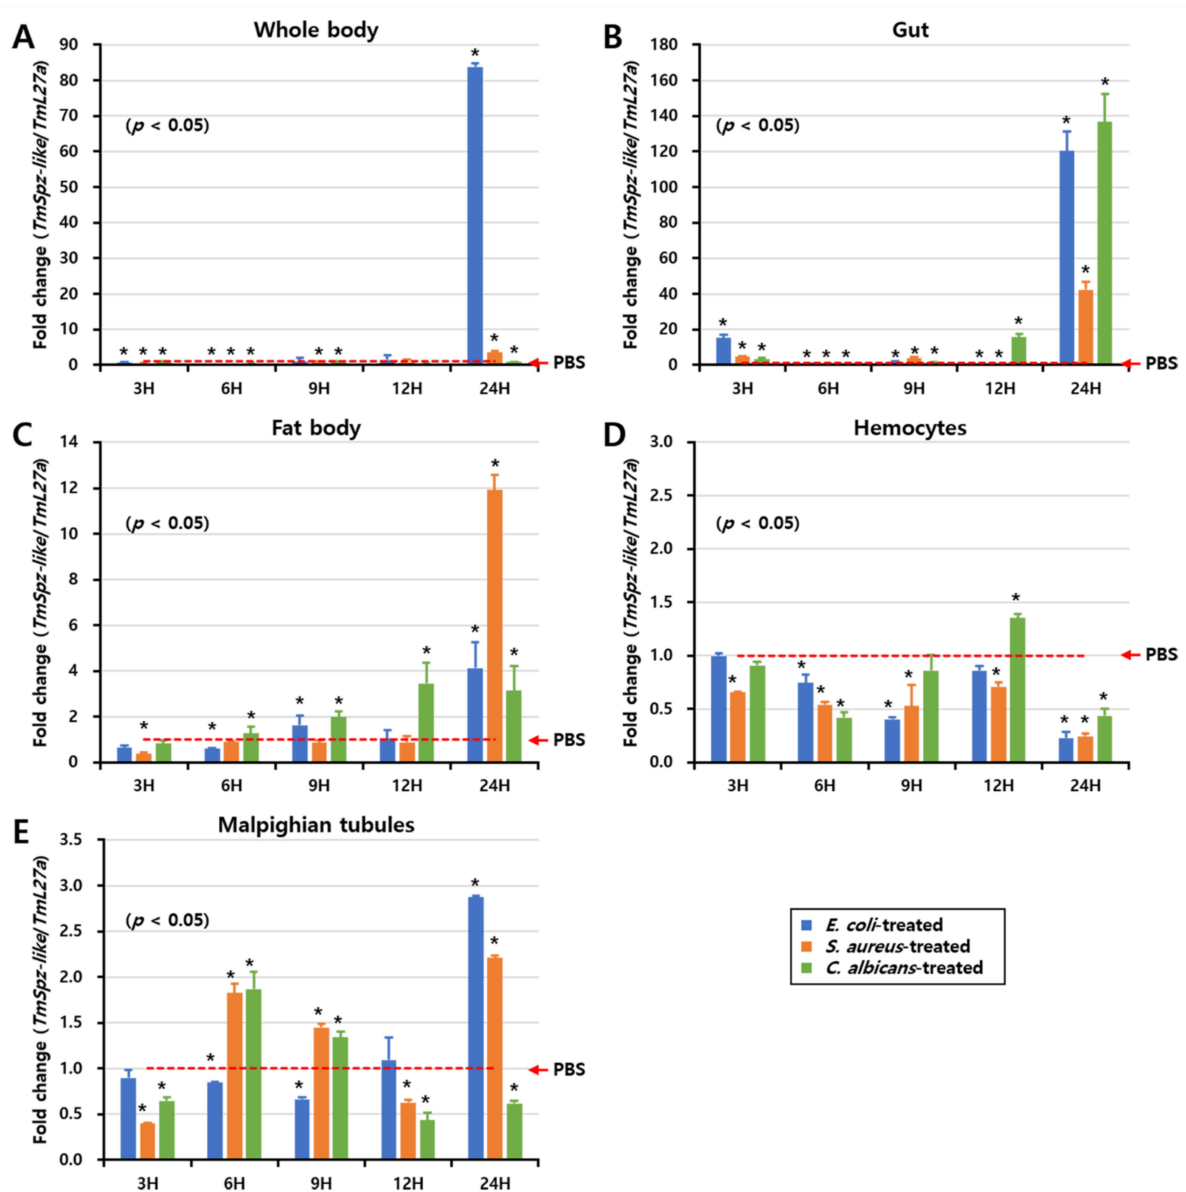 A
Whole body
Fold change (TmSpz-like/TmL27a)
90
80
70
60
50
40
30
20
10
0
(p < 0.05)
*
* * * * * * * * * *
PBS
3H 6H 9H 12H 24H
B
Gut
Fold change (TmSpz-like/TmL27a)
180
160
140
120
100
80
60
40
20
0
(p < 0.05)
* * * * * * * * * * * * * * *
PBS
3H 6H 9H 12H 24H
C
Fat body
Fold change (TmSpz-like/TmL27a)
14
12
10
8
6
4
2
0
(p < 0.05)
* * * * * * * * *
PBS
3H 6H 9H 12H 24H
D
Hemocytes
Fold change (TmSpz-like/TmL27a)
3.0
2.5
2.0
1.5
1.0
0.5
0.0
(p < 0.05)
* * * * * * * * * * *
PBS
3H 6H 9H 12H 24H
E
Malpighian tubules
Fold change (TmSpz-like/TmL27a)
3.5
3.0
2.5
2.0
1.5
1.0
0.5
0.0
(p < 0.05)
* * * * * * * * * * * * *
PBS
3H 6H 9H 12H 24H
E. coli-treated
S. aureus-treated
C. albicans-treated